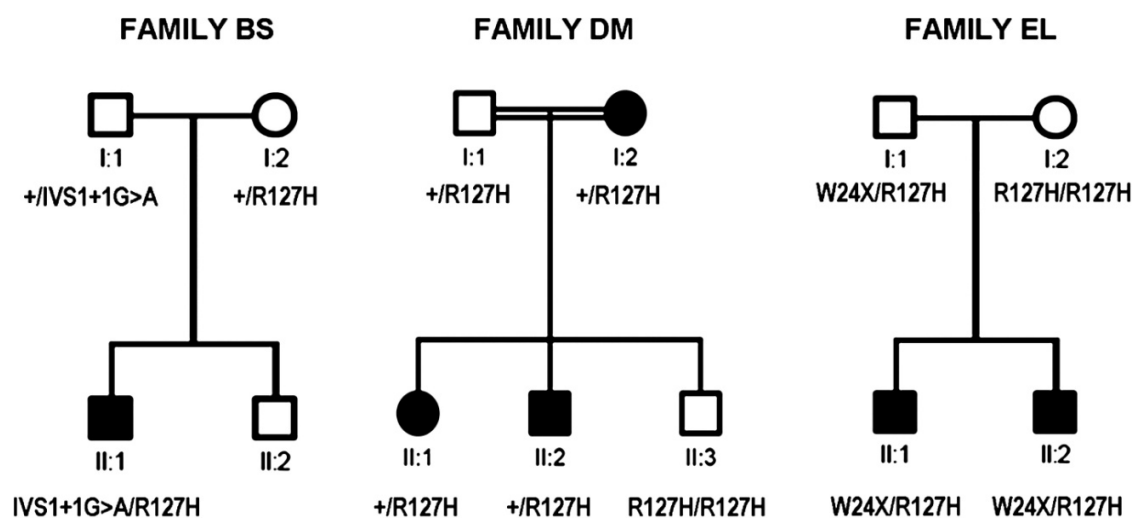 FAMILY BS
FAMILY DM
FAMILY EL
I:1
I:2
I:1
I:2
I:1
I:2
+/IVS1+1G>A
+/R127H
+/R127H
+/R127H
W24X/R127H
R127H/R127H
II:1
II:2
II:1
II:2
II:3
II:1
II:2
IVS1+1G>A/R127H
+/R127H
+/R127H
R127H/R127H
W24X/R127H
W24X/R127H